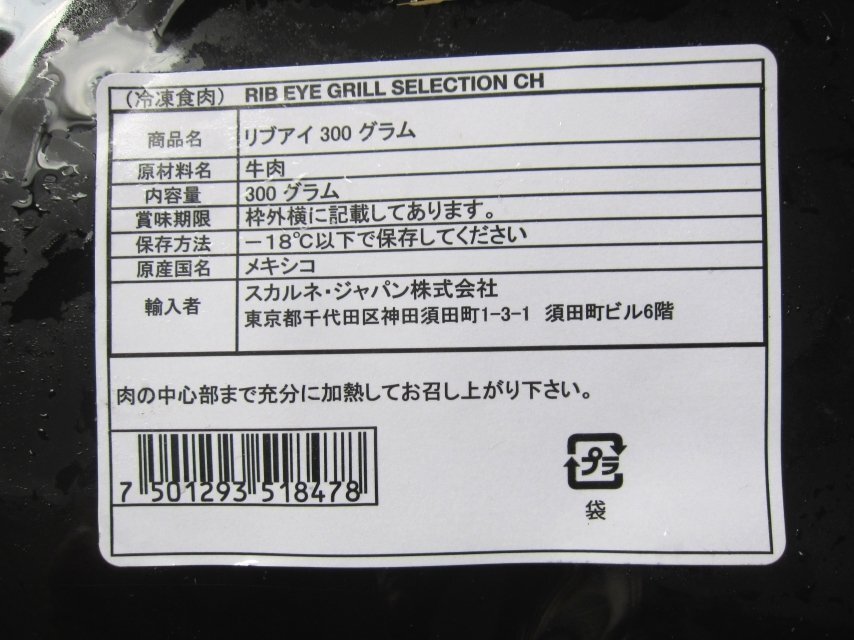 (冷凍食肉) RIB EYE GRILL SELECTION CH
商品名 リブアイ 300 グラム
原材料名 牛肉
内容量 300 グラム
賞味期限 枠外横に記載してあります。
保存方法 －18℃以下で保存してください
原産国名 メキシコ
輸入者 スカルネ・ジャパン株式会社
東京都千代田区神田須田町1-3-1 須田町ビル6階
肉の中心部まで充分に加熱してお召し上がり下さい。
7 501293 518478
プラ
袋